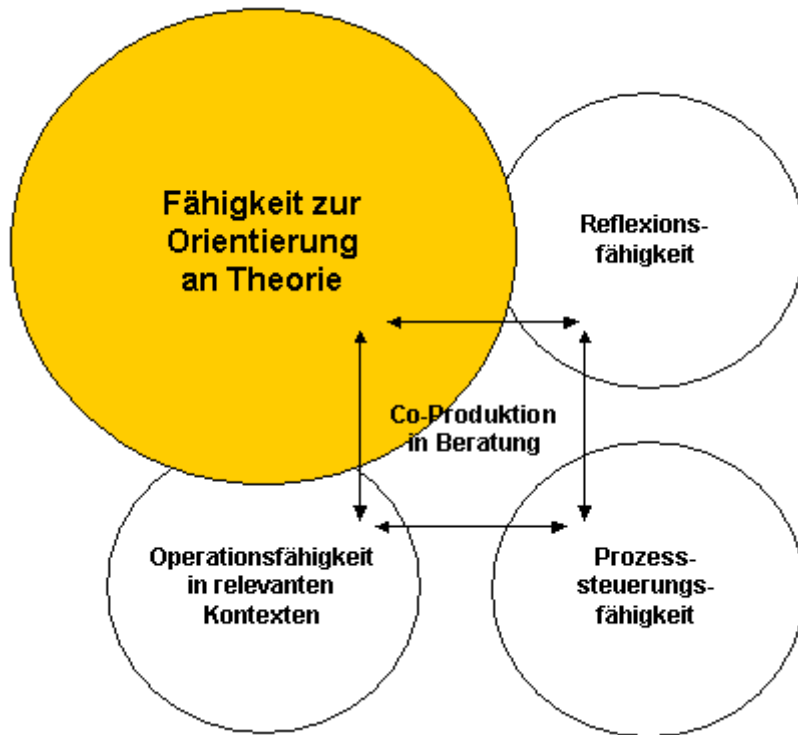 Fähigkeit zur
Orientierung
an Theorie
Reflexions-
fähigkeit
Co-Produktion
in Beratung
Operationsfähigkeit
in relevanten
Kontexten
Prozess-
steuerungs-
fähigkeit